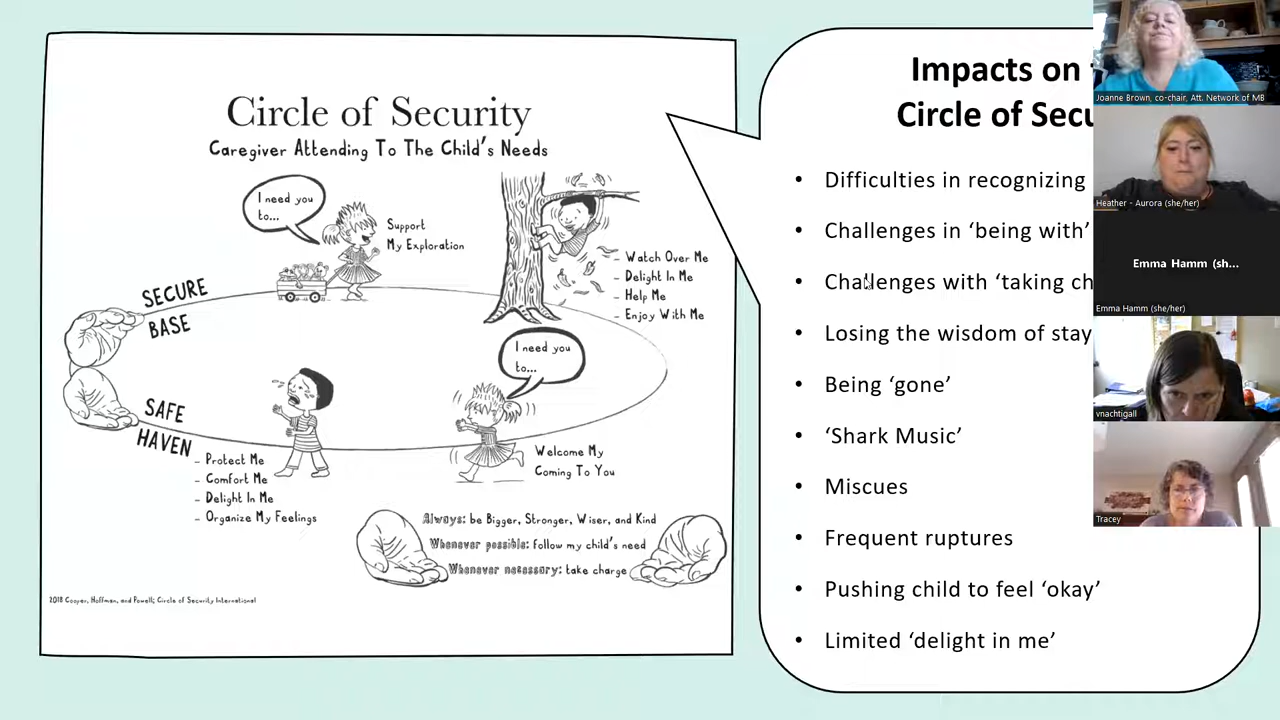 Circle of Security
Caregiver Attending To The Child's Needs
I need you
to...
Support
My Exploration
- Watch Over Me
- Delight In Me
- Help Me
- Enjoy With Me
SECURE
BASE
I need you
to...
SAFE
HAVEN
- Protect Me
- Comfort Me
- Delight In Me
- Organize My Feelings
Welcome My
Coming To You
Always: be Bigger, Stronger, Wiser, and Kind
Whenever possible: follow my child's need
Whenever necessary: take charge
2018 Cooper, Hoffman, and Powell; Circle of Security International
Impacts on
Circle of Secu
• Difficulties in recognizing
• Challenges in ‘being with’
• Challenges with ‘taking ch
• Losing the wisdom of stay
• Being ‘gone’
• ‘Shark Music’
• Miscues
• Frequent ruptures
• Pushing child to feel ‘okay’
• Limited ‘delight in me’
Joanne Brown, co-chair, Att. Network of MB
Heather - Aurora (she/her)
Emma Hamm (sh...
Emma Hamm (she/her)
vnachtigall
Tracey